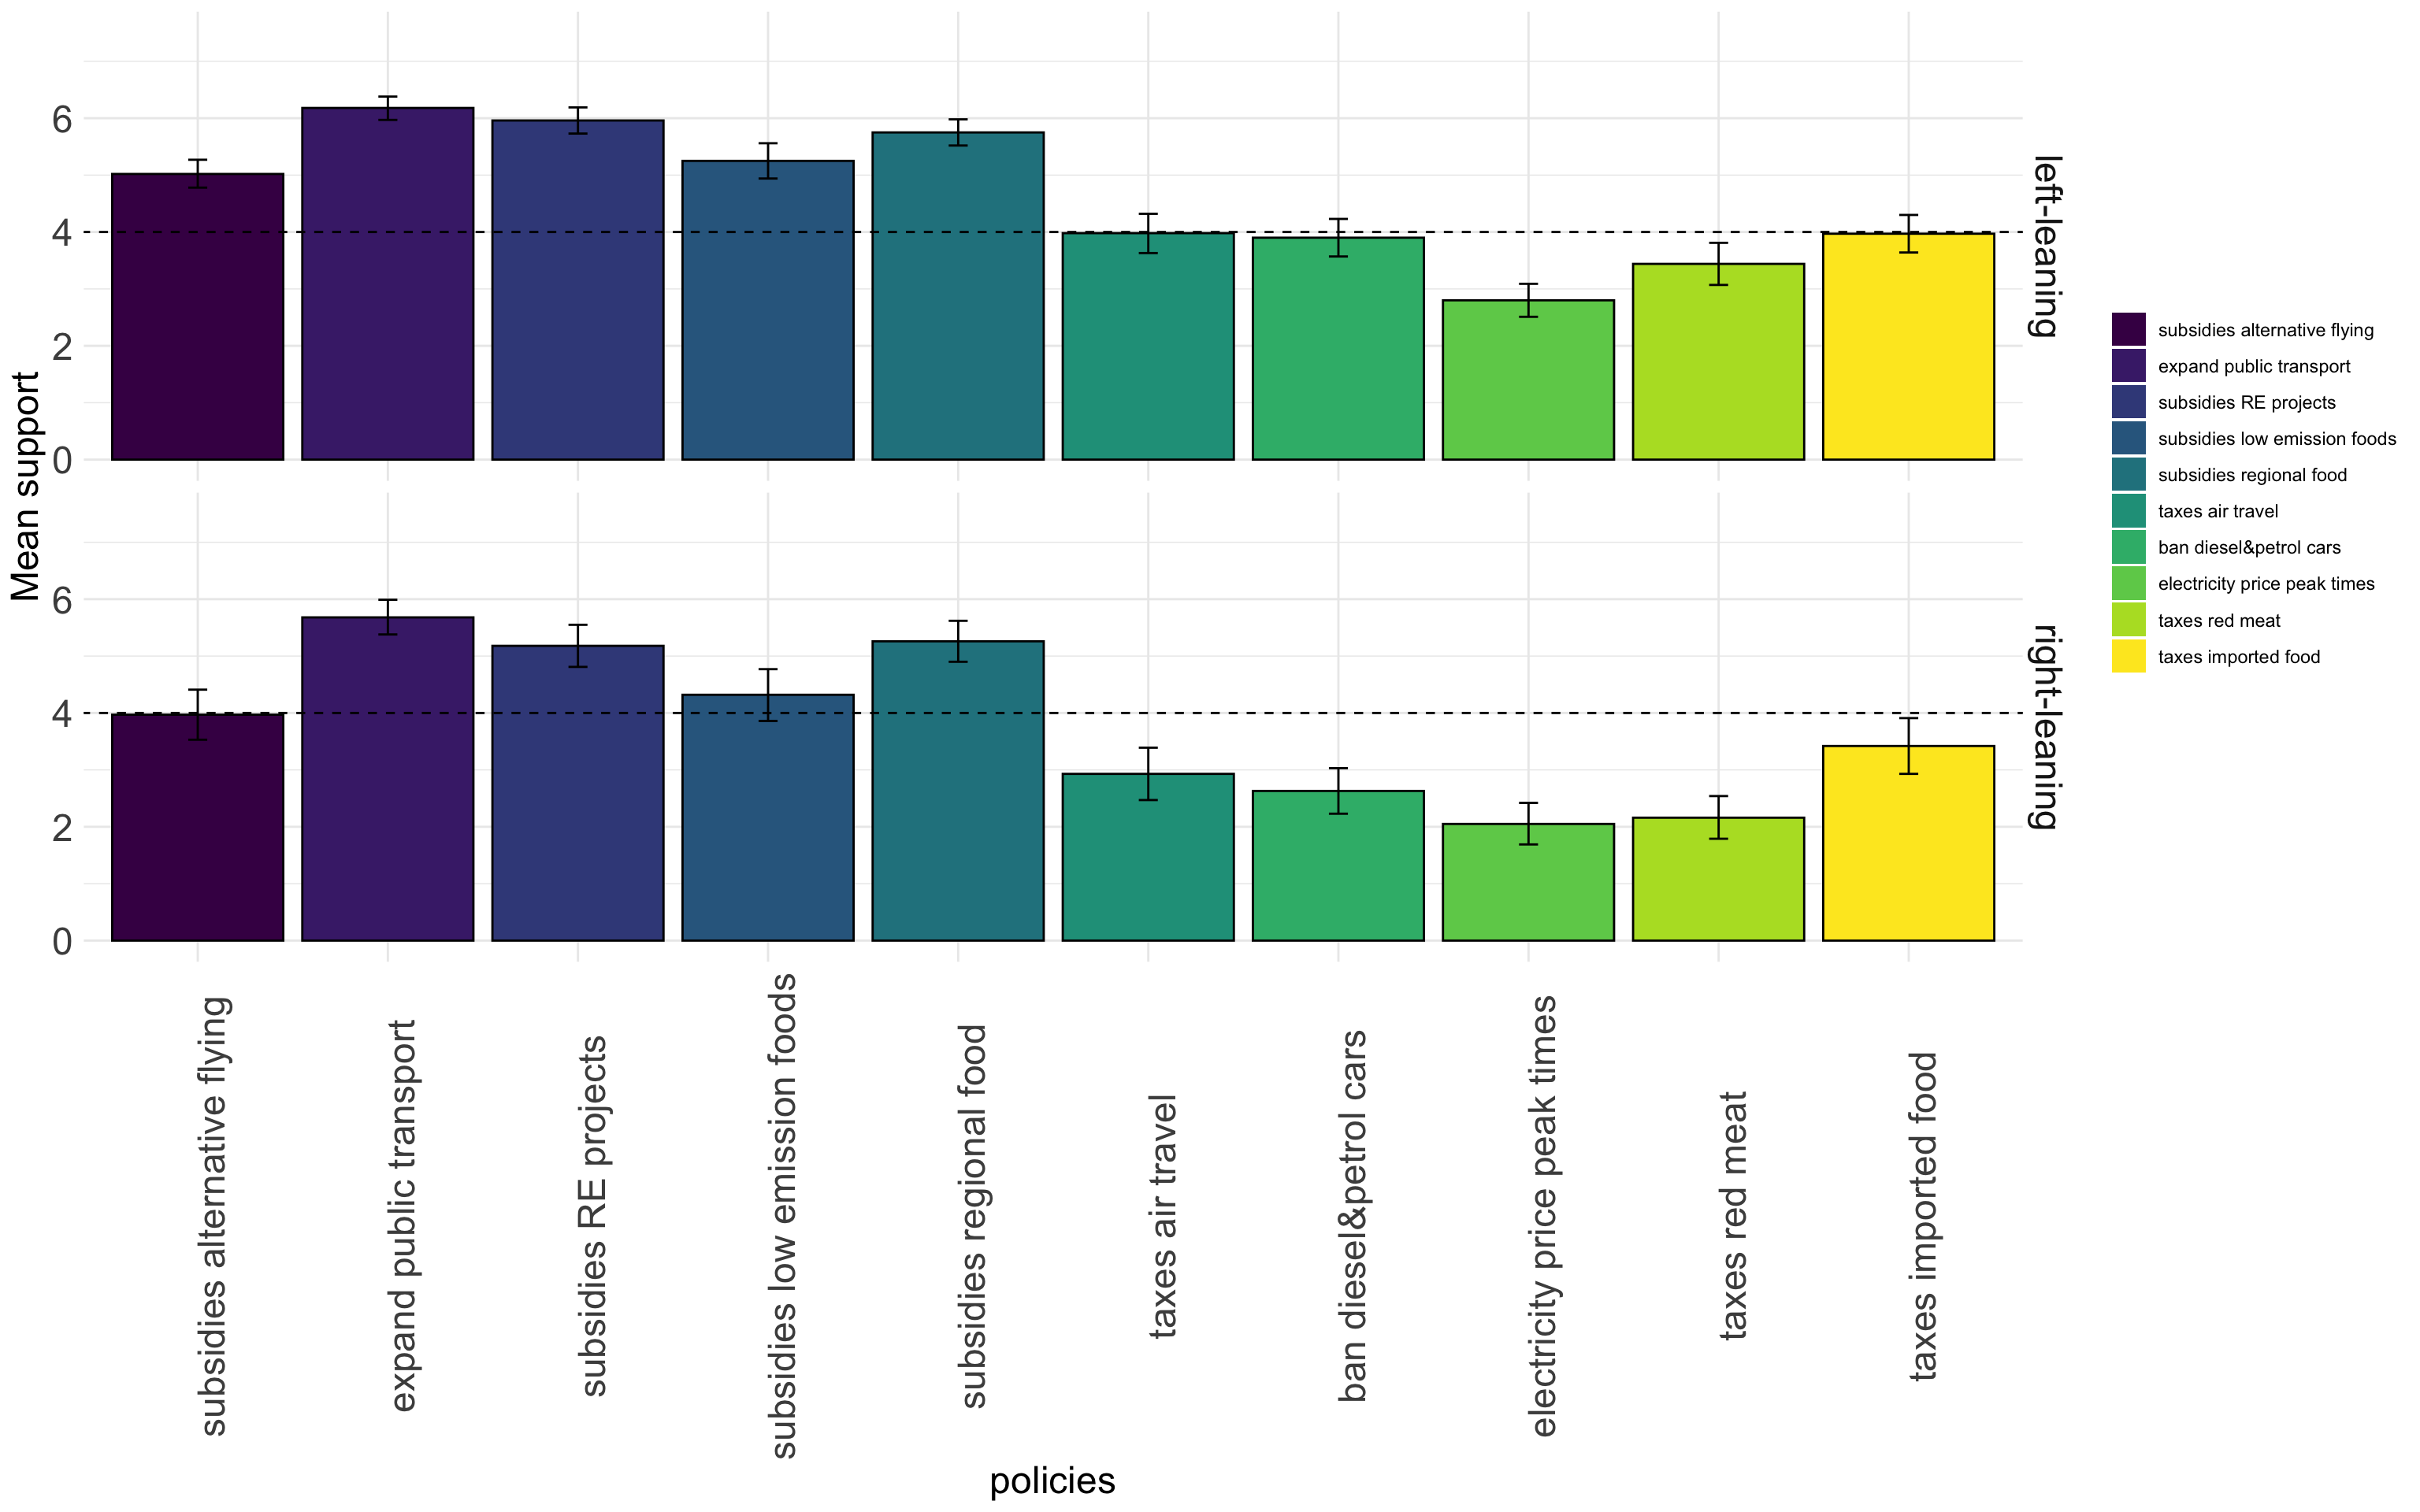 Mean support
6
4
2
0
left-leaning
6
4
2
0
right-leaning
subsidies alternative flying
expand public transport
subsidies RE projects
subsidies low emission foods
subsidies regional food
taxes air travel
ban diesel&petrol cars
electricity price peak times
taxes red meat
taxes imported food
policies
subsidies alternative flying
expand public transport
subsidies RE projects
subsidies low emission foods
subsidies regional food
taxes air travel
ban diesel&petrol cars
electricity price peak times
taxes red meat
taxes imported food